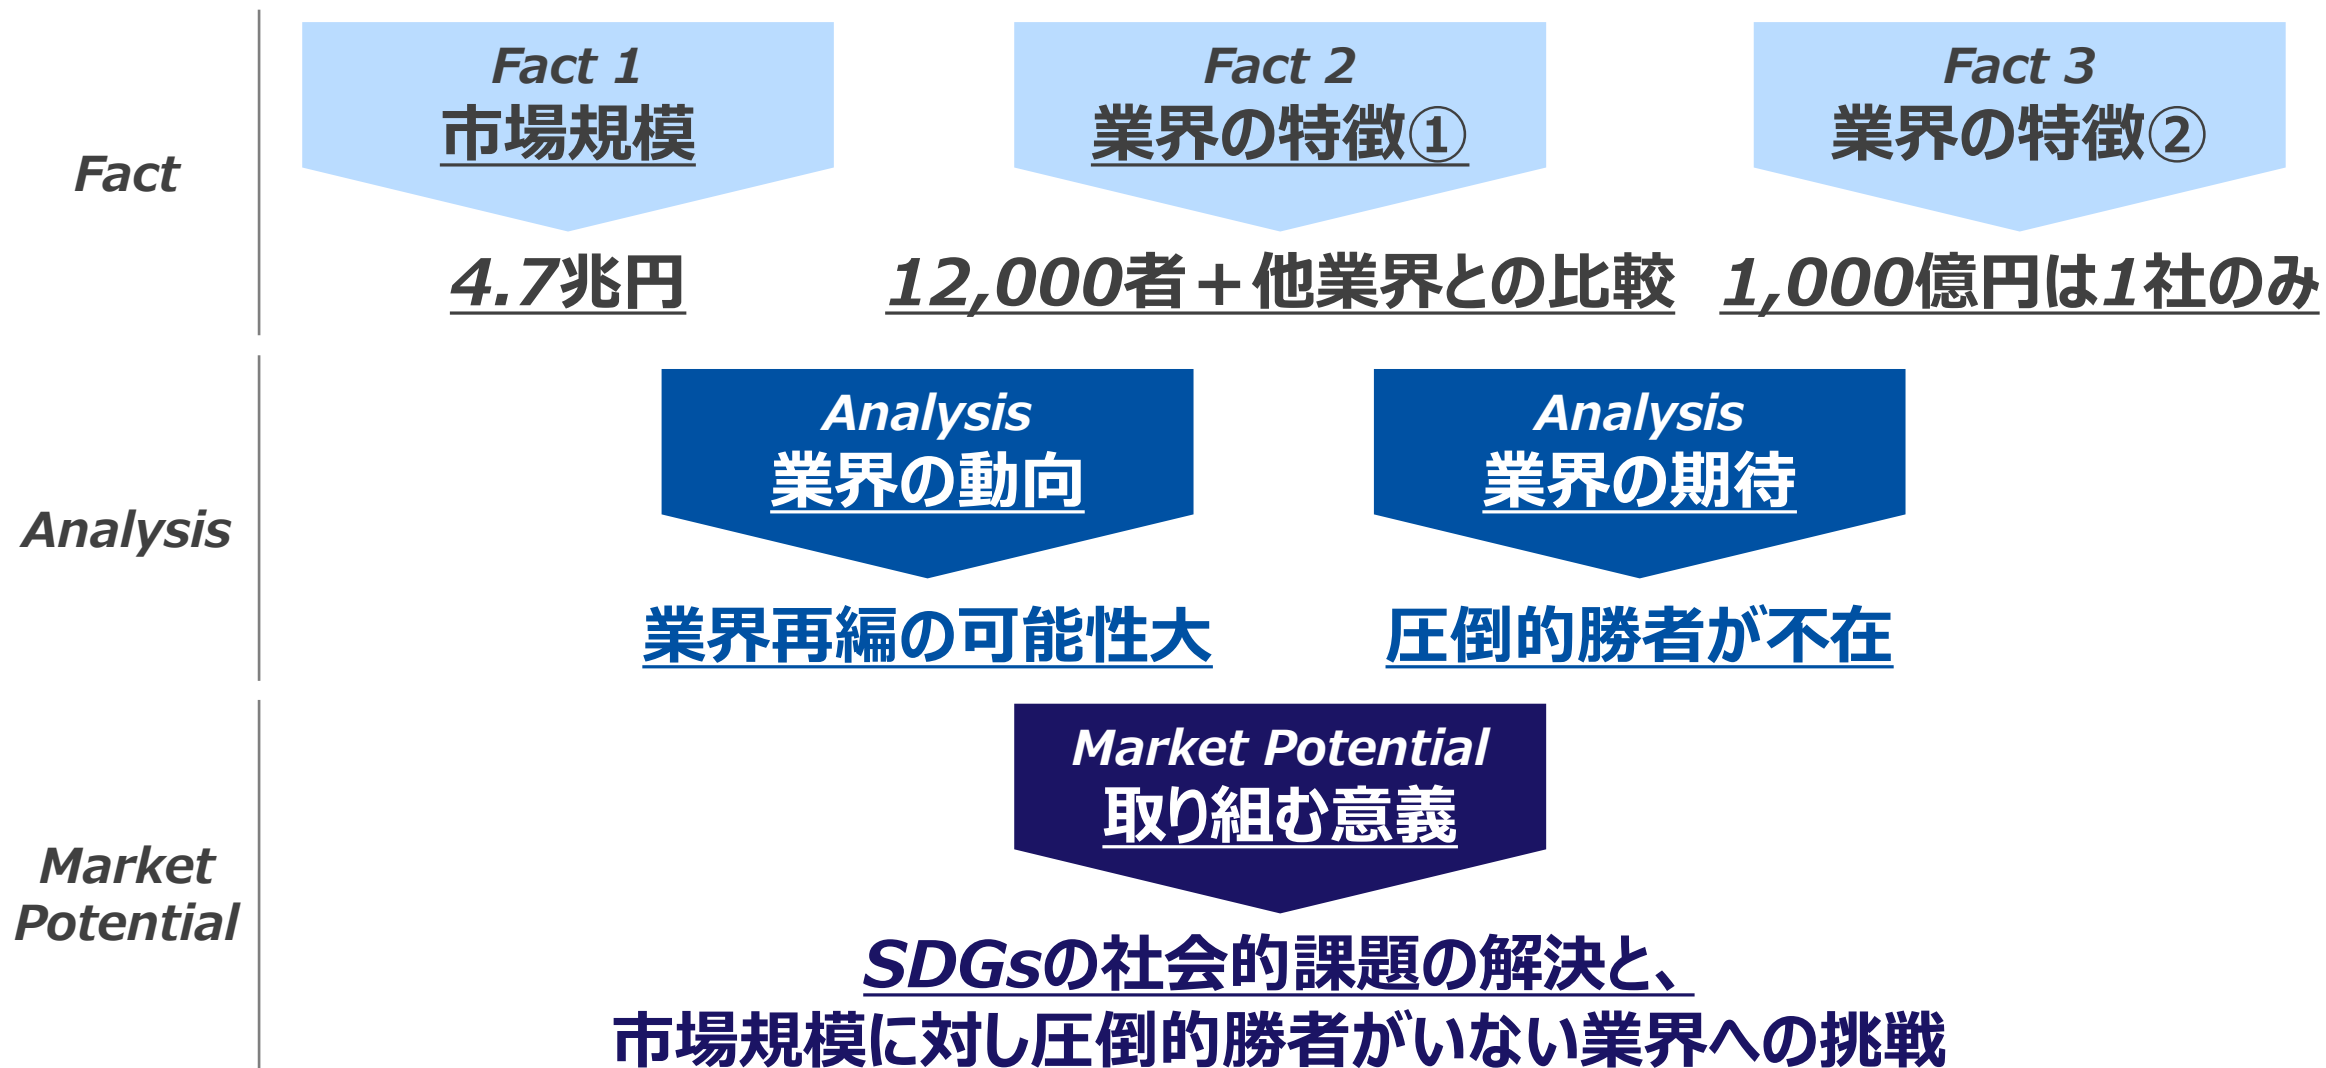 Fact
Fact 1
市場規模
4.7兆円
Fact 2
業界の特徴①
12,000者＋他業界との比較
Fact 3
業界の特徴②
1,000億円は1社のみ
Analysis
Analysis
業界の動向
業界再編の可能性大
Analysis
業界の期待
圧倒的勝者が不在
Market
Potential
Market Potential
取り組む意義
SDGsの社会的課題の解決と、
市場規模に対し圧倒的勝者がいない業界への挑戦